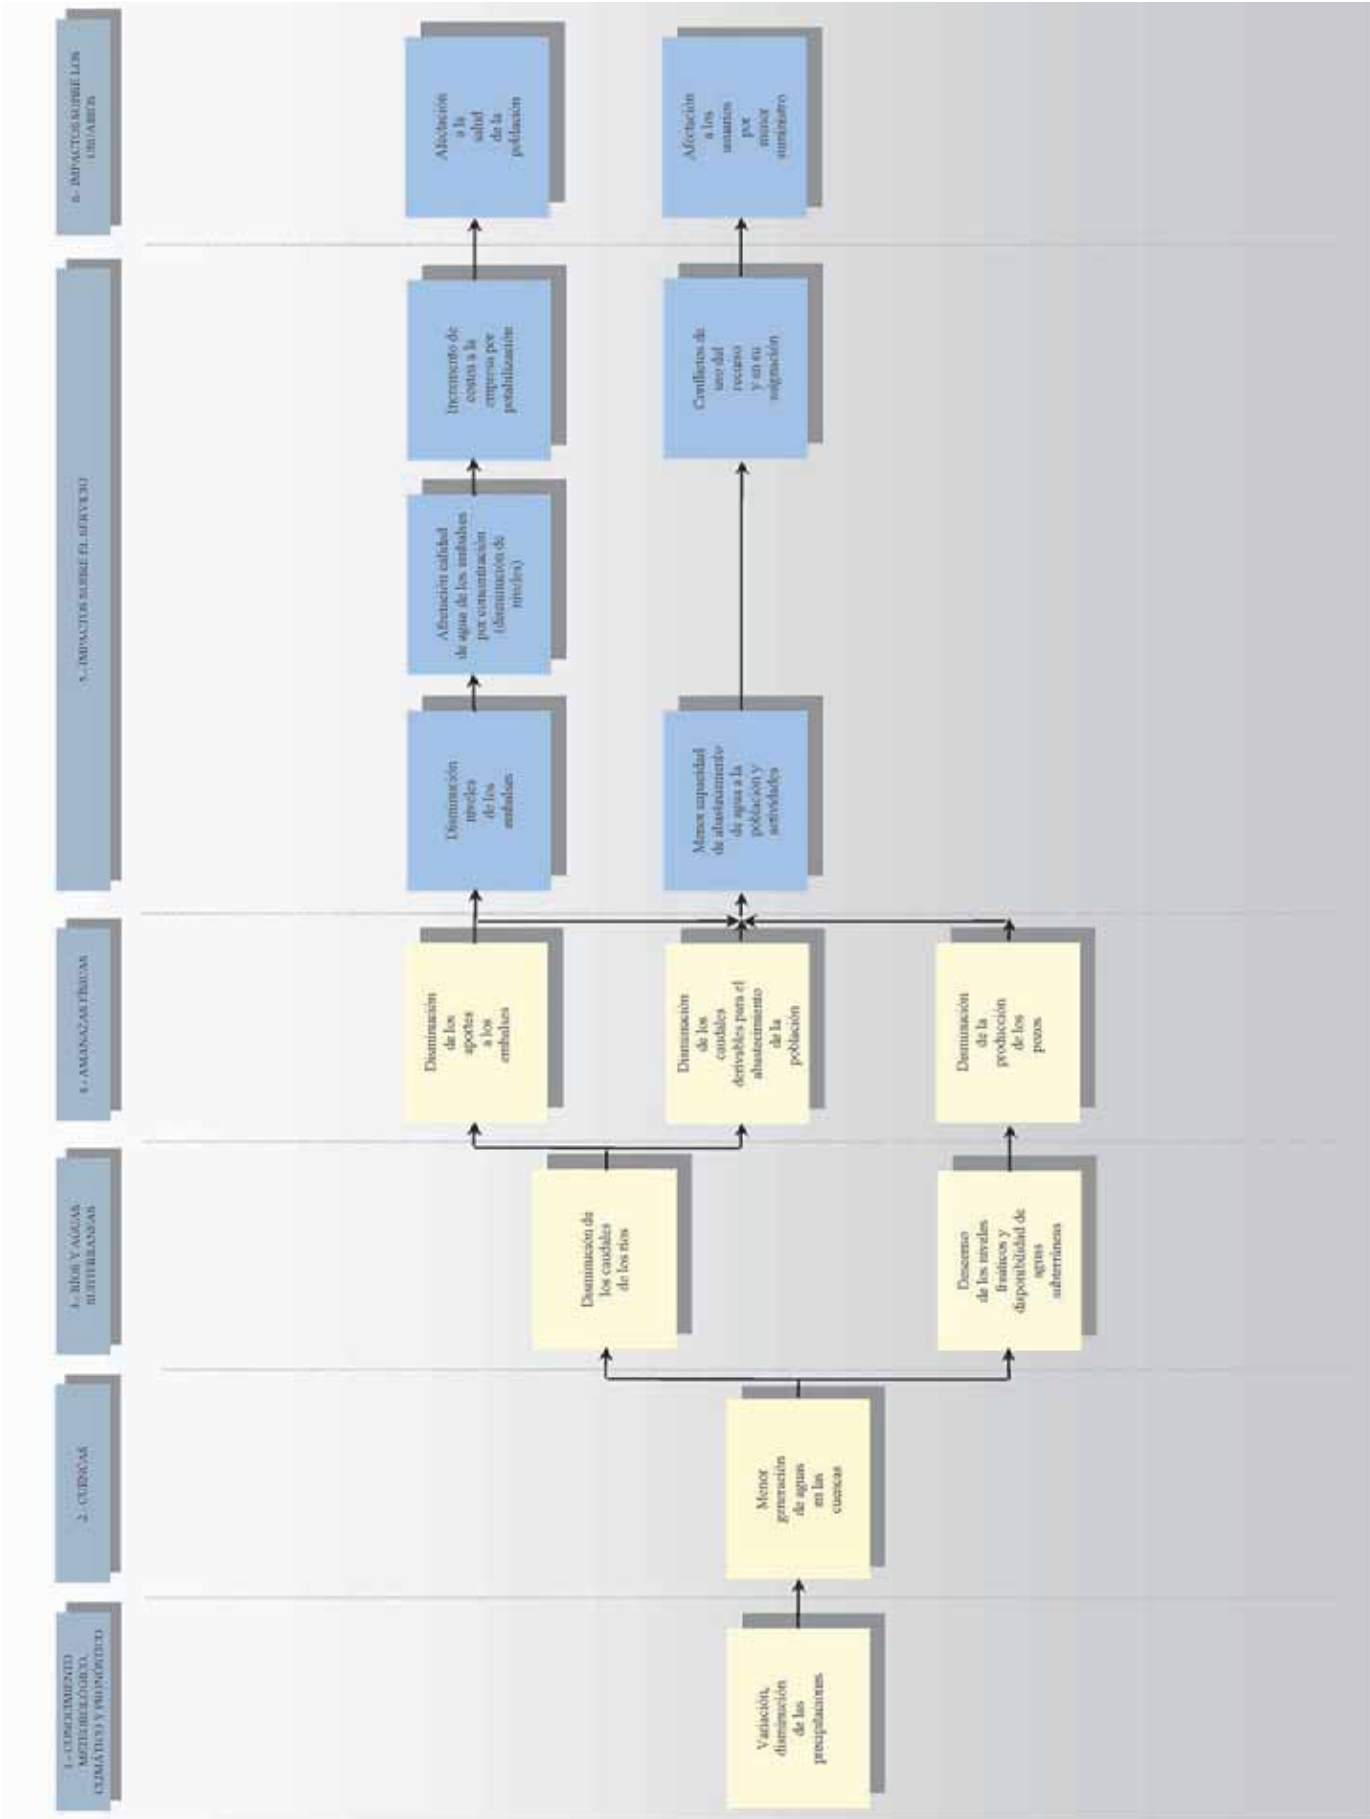 1.- CONOCIMIENTO
METEOROLÓGICO,
CLIMÁTICO Y PRONÓSTICO
2.- CUENCAS
3.- RÍOS Y AGUAS
SUBTERRANEAS
4.- AMANAZAS FÍSICAS
5.- IMPACTOS SOBRE EL SERVICIO
6.- IMPACTOS SOBRE LOS
USUARIOS
Variación,
disminución
de las
precipitaciones
Menor
generación
de aguas
en las
cuencas
Disminución de
los caudales
de los ríos
Descenso
de los niveles
freáticos y
disponibilidad de
aguas
subterráneas
Disminución
de los
aportes
a los
embalses
Disminución
de los
caudales
derivables para el
abastecimiento
de la
población
Disminución
de la
producción
de los
pozos
Disminución
niveles
de los
embalses
Afectación calidad
de agua de los embalses
por concentración
(disminución de
niveles)
Incremento de
costos a la
empresa por
potabilización
Afectación
a la
salud
de la
población
Menor capacidad
de abastecimiento
de agua a la
población y
actividades
Conflictos de
uso del
recurso
y en su
asignación
Afectación
a los
usuarios
por
menor
suministro